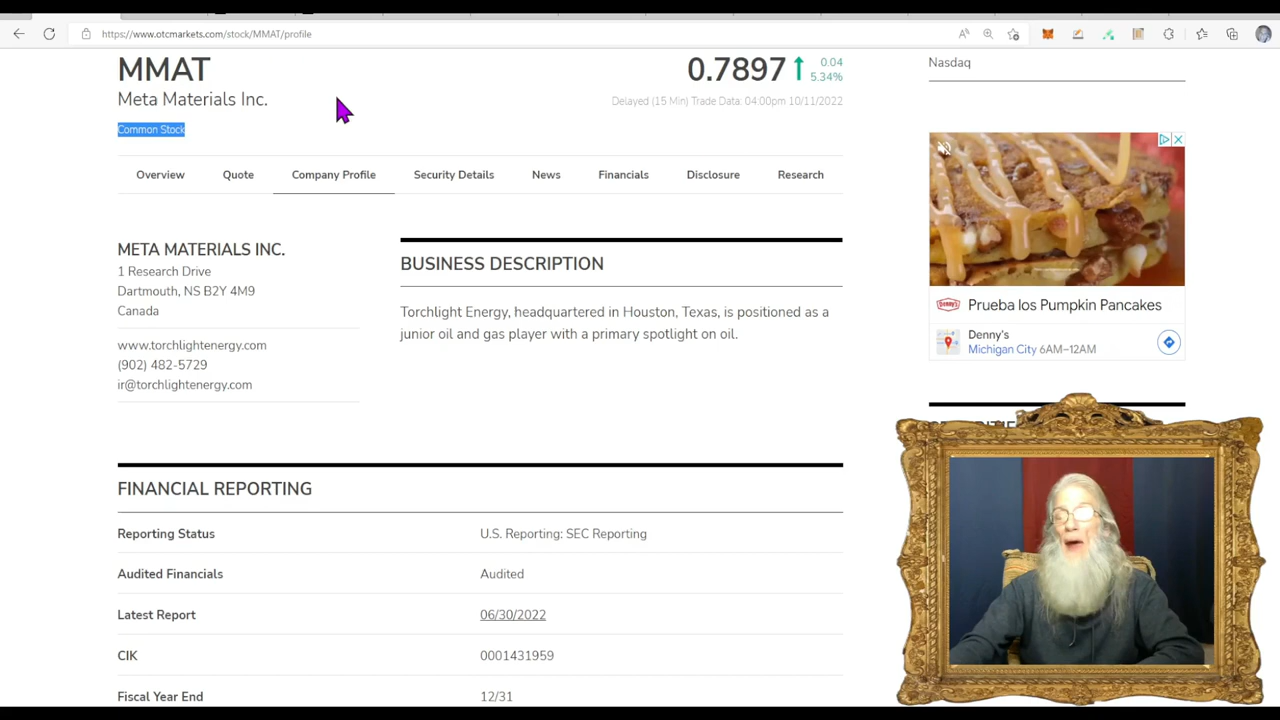 https://www.otcmarkets.com/stock/MMAT/profile
MMAT
Meta Materials Inc.
Common Stock
0.7897
0.04
5.34%
Delayed (15 Min) Trade Data: 04:00pm 10/11/2022
Nasdaq
Overview
Quote
Company Profile
Security Details
News
Financials
Disclosure
Research
META MATERIALS INC.
1 Research Drive
Dartmouth, NS B2Y 4M9
Canada
www.torchlightenergy.com
(902) 482-5729
ir@torchlightenergy.com
BUSINESS DESCRIPTION
Torchlight Energy, headquartered in Houston, Texas, is positioned as a
junior oil and gas player with a primary spotlight on oil.
Denny's
Prueba los Pumpkin Pancakes
Denny's
Michigan City 6AM–12AM
FINANCIAL REPORTING
Reporting Status
U.S. Reporting: SEC Reporting
Audited Financials
Audited
Latest Report
06/30/2022
CIK
0001431959
Fiscal Year End
12/31